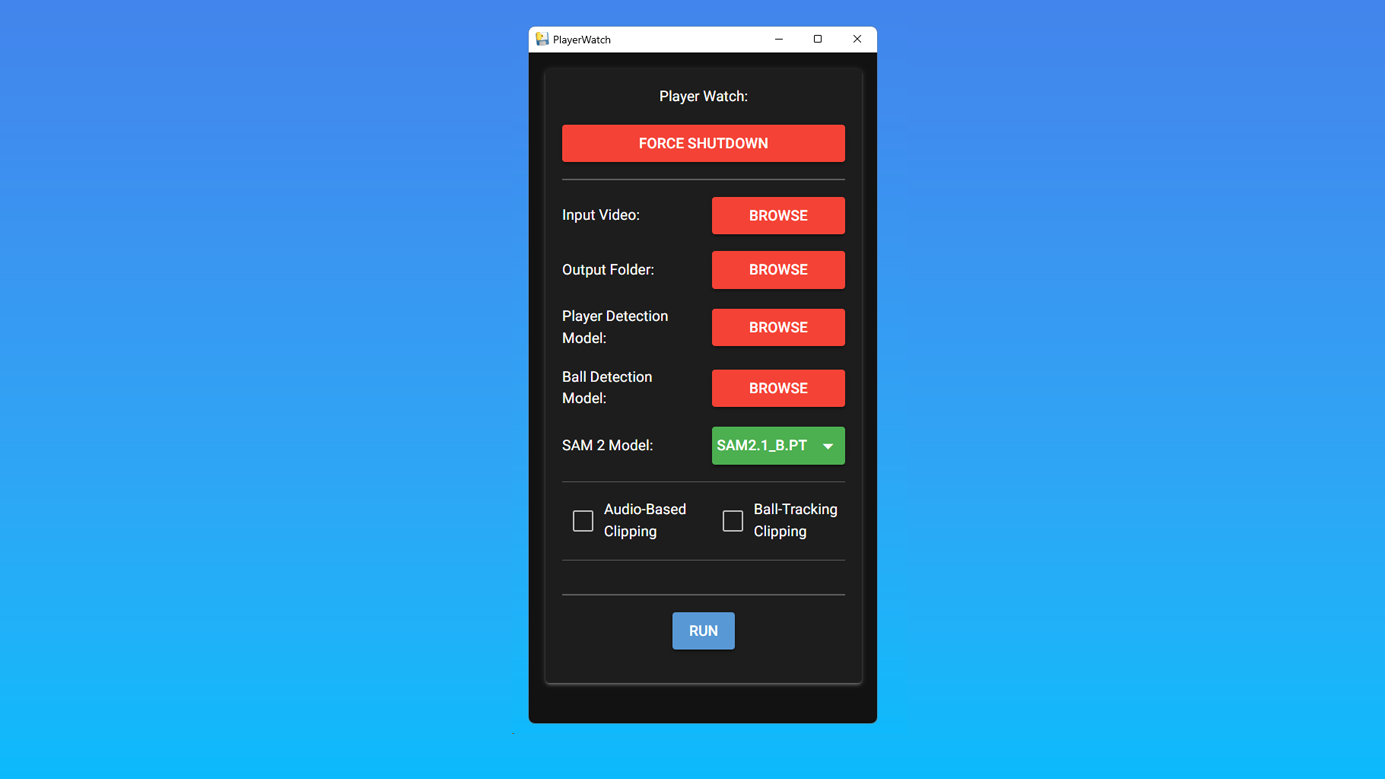 PlayerWatch
Player Watch:
FORCE SHUTDOWN
Input Video:
BROWSE
Output Folder:
BROWSE
Player Detection
Model:
BROWSE
Ball Detection
Model:
BROWSE
SAM 2 Model:
SAM2.1_B.PT
Audio-Based
Clipping
Ball-Tracking
Clipping
RUN